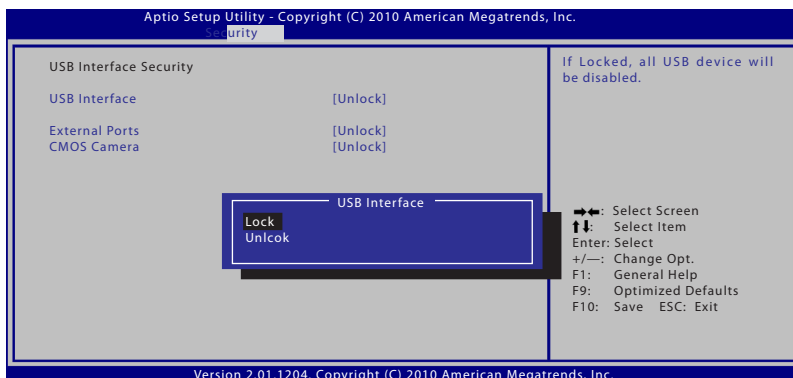 Aptio Setup Utility - Copyright (C) 2010 American Megatrends, Inc.
Security
USB Interface Security
USB Interface [Unlock]
External Ports [Unlock]
CMOS Camera [Unlock]
If Locked, all USB device will
be disabled.
USB Interface
Lock
Unlcok
→←: Select Screen
↑↓: Select Item
Enter: Select
+/—: Change Opt.
F1: General Help
F9: Optimized Defaults
F10: Save ESC: Exit
Version 2.01.1204. Copyright (C) 2010 American Megatrends, Inc.